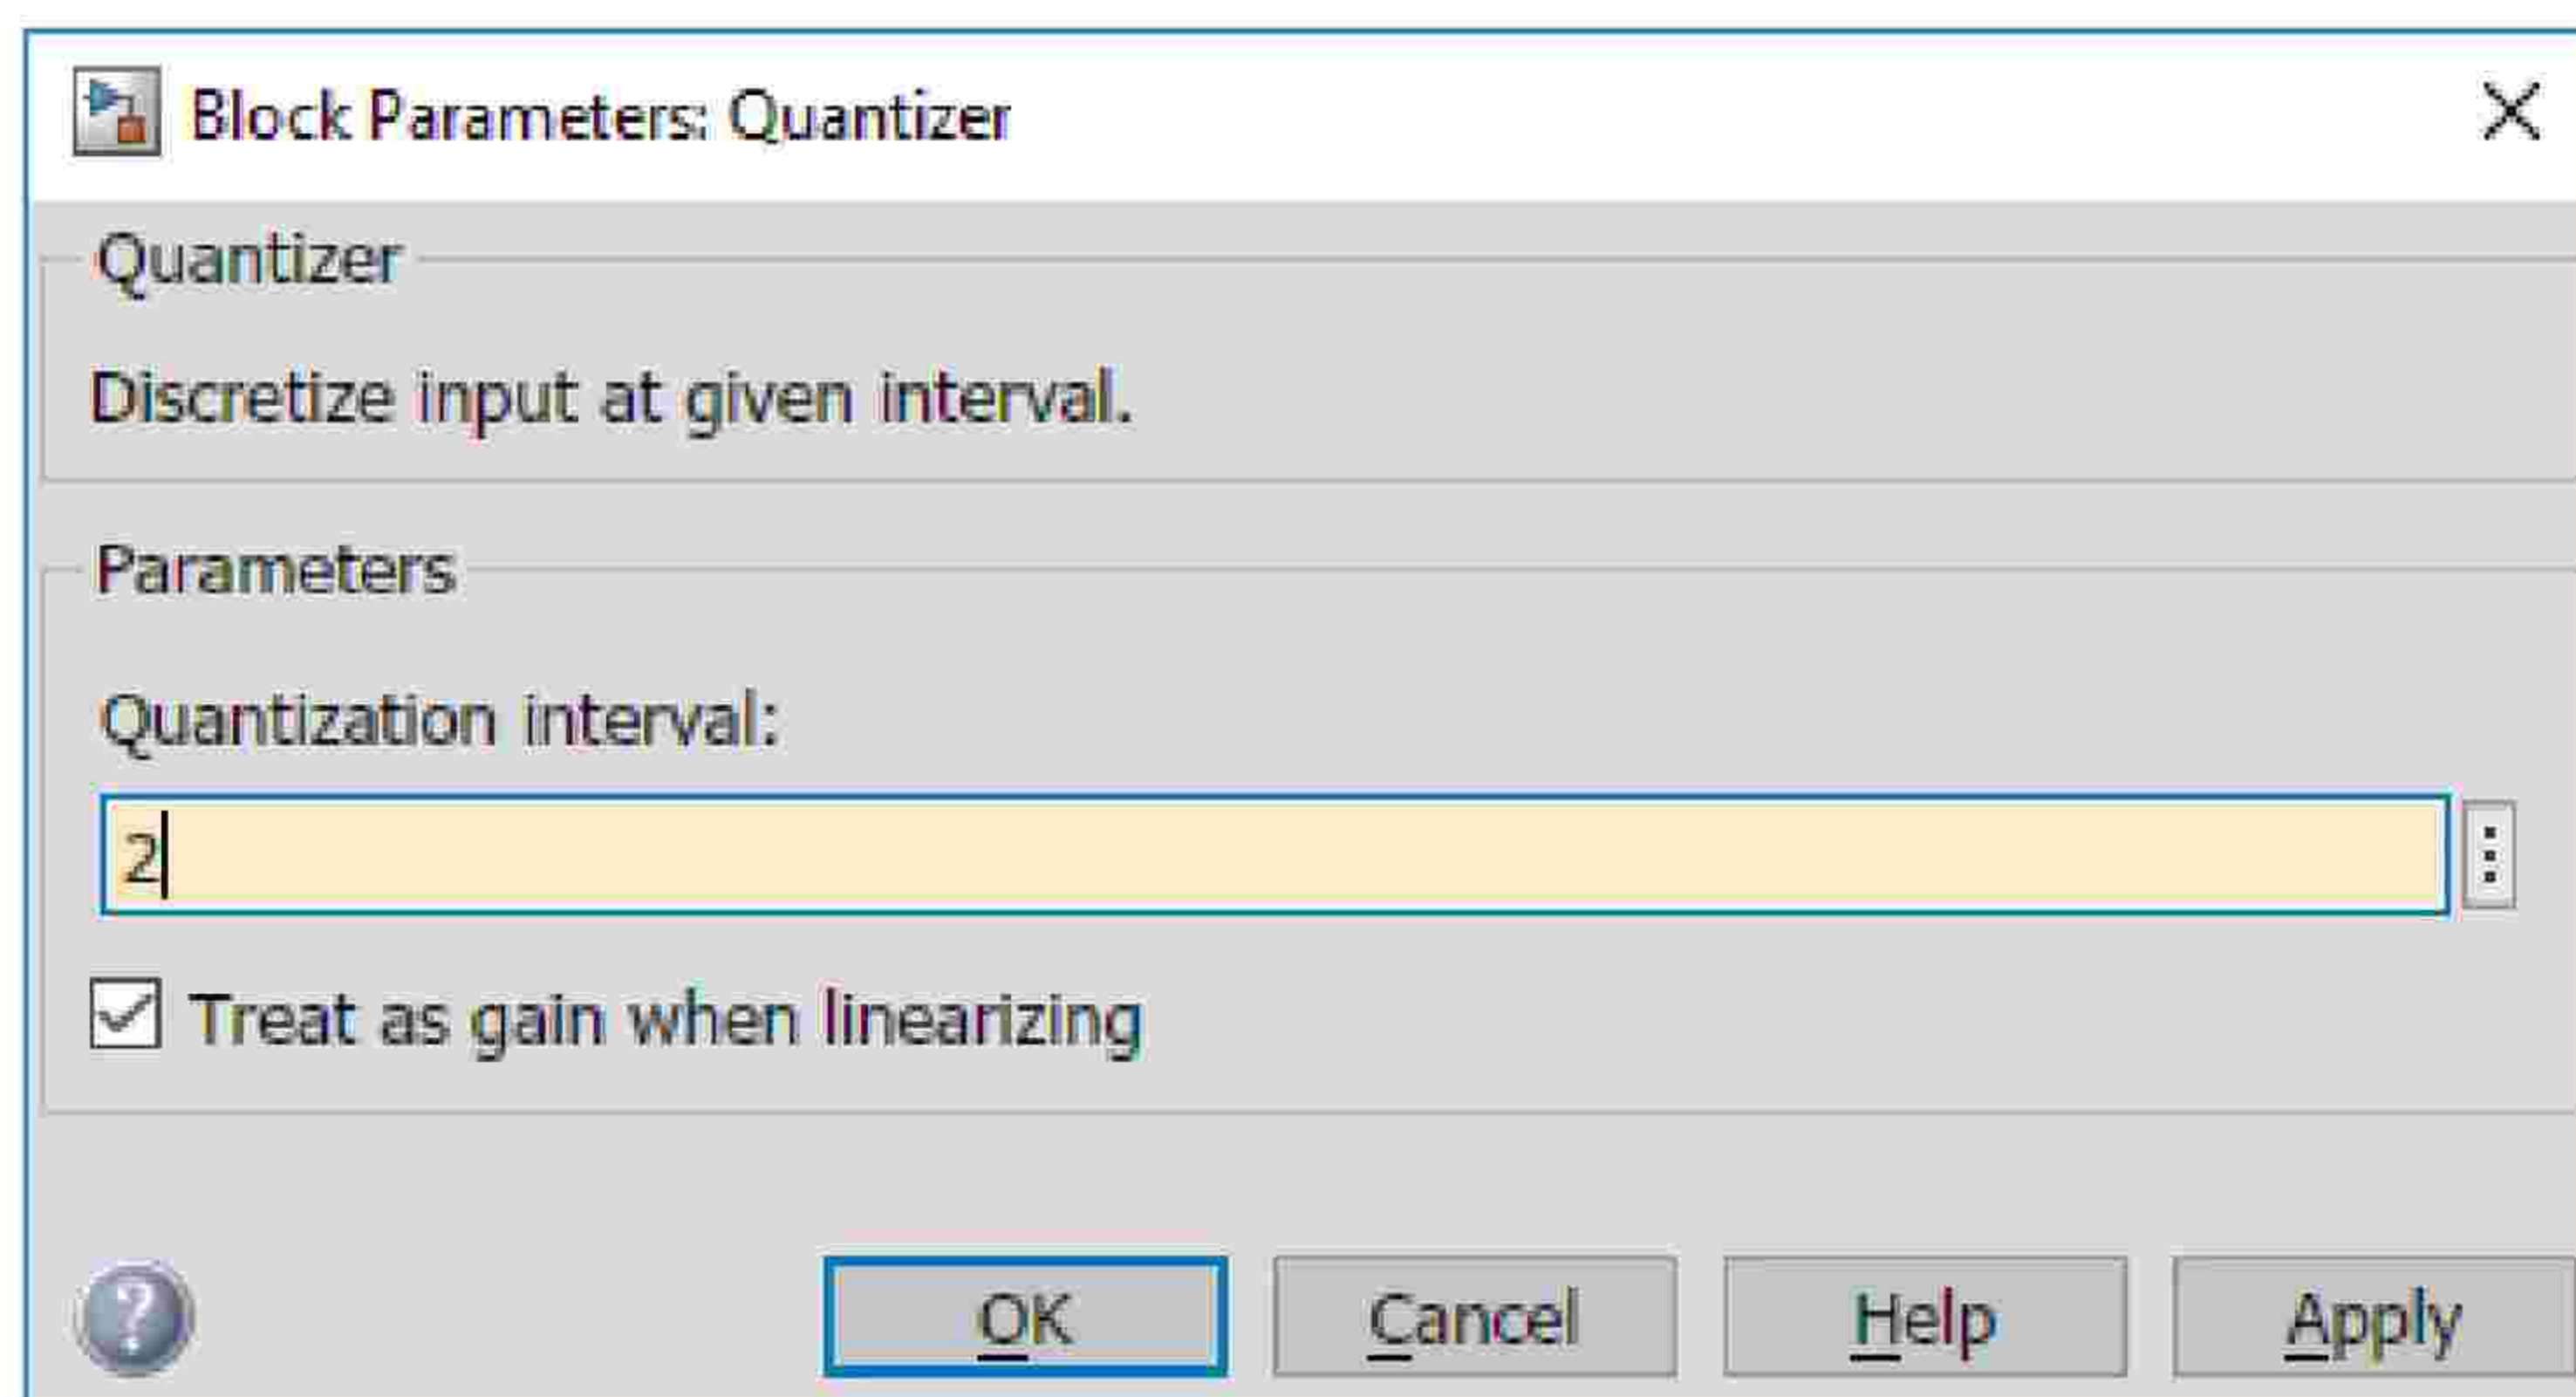 Block Parameters: Quantizer
Quantizer
Discretize input at given interval.
Parameters
Quantization interval:
2
Treat as gain when linearizing
? OK Cancel Help Apply